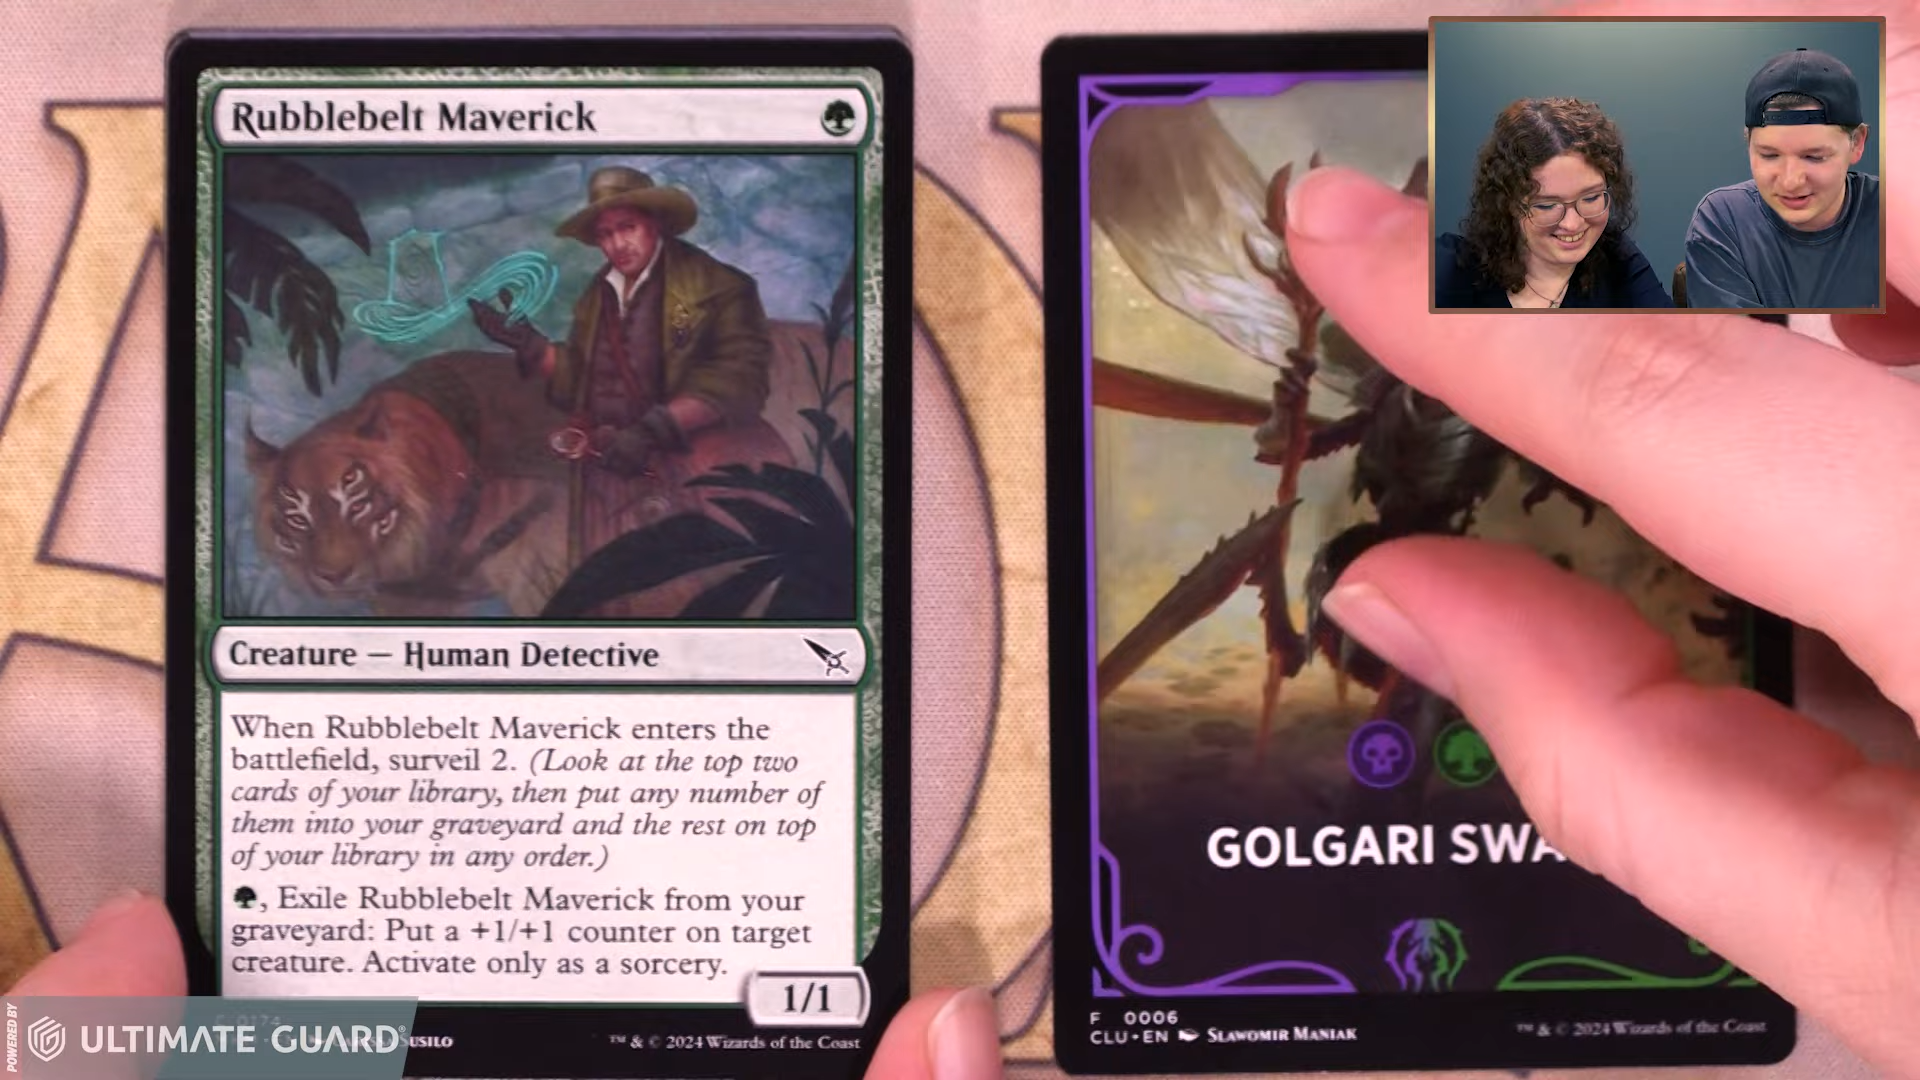 Rubblebelt Maverick
Creature — Human Detective
When Rubblebelt Maverick enters the
battlefield, surveil 2. (Look at the top two
cards of your library, then put any number of
them into your graveyard and the rest on top
of your library in any order.)
, Exile Rubblebelt Maverick from your
graveyard: Put a +1/+1 counter on target
creature. Activate only as a sorcery.
1/1
™ & © 2024 Wizards of the Coast
GOLGARI
F 0006
CLU • EN SLAWOMIR MANIAK
™ & © 2024 Wizards of the Coast
POWERED BY
ULTIMATE GUARD®